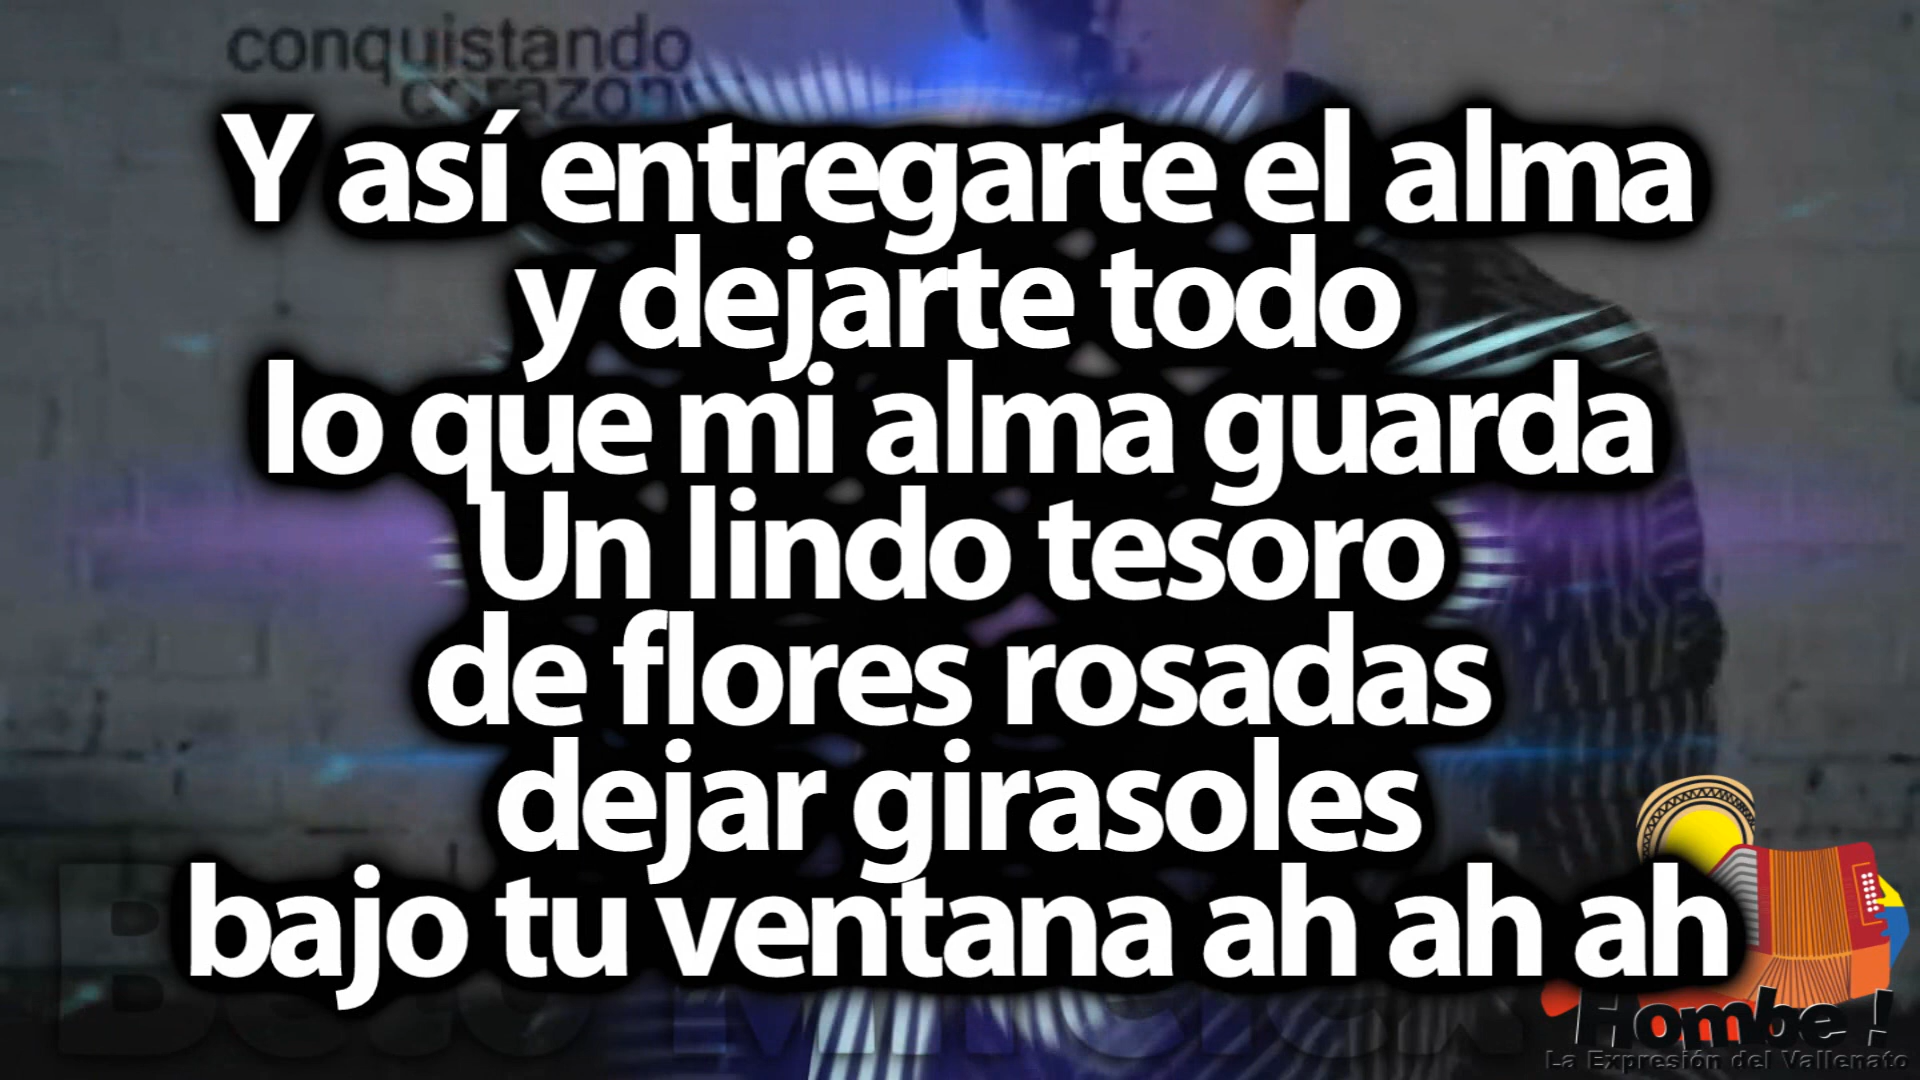 conquistando
Y así entregarte el alma
y dejarte todo
lo que mi alma guarda
Un lindo tesoro
de flores rosadas
dejar girasoles
bajo tu ventana ah ah ah
Hombe !
La Expresión del Vallenato